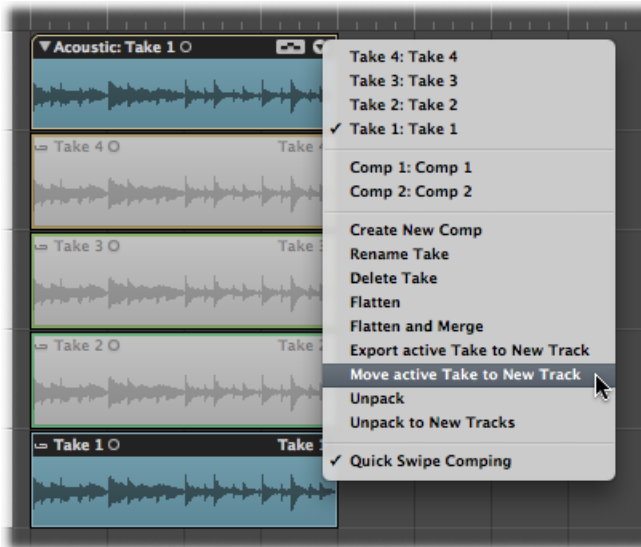 Acoustic: Take 1
Take 4: Take 4
Take 3: Take 3
Take 2: Take 2
✓ Take 1: Take 1
Comp 1: Comp 1
Comp 2: Comp 2
Create New Comp
Rename Take
Delete Take
Flatten
Flatten and Merge
Export active Take to New Track
Move active Take to New Track
Unpack
Unpack to New Tracks
✓ Quick Swipe Comping
Take 4 Take 4
Take 3 Take
Take 2 Take
Take 1 Take